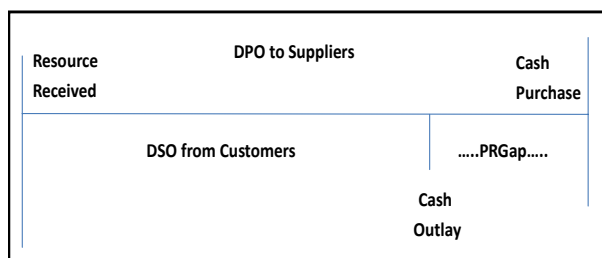 DPO to Suppliers
Resource
Received
Cash
Purchase
DSO from Customers
.....PRGap.....
Cash
Outlay